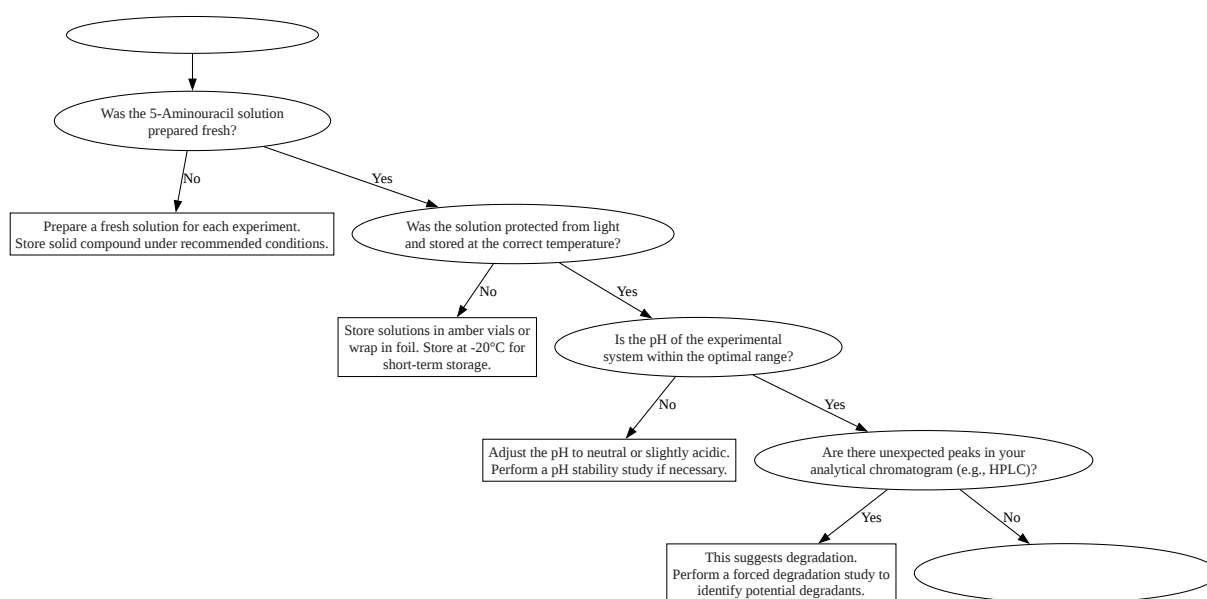 Was the 5-Aminouracil solution
prepared fresh?
No
Yes
Prepare a fresh solution for each experiment.
Store solid compound under recommended conditions.
Was the solution protected from light
and stored at the correct temperature?
No
Yes
Store solutions in amber vials or
wrap in foil. Store at -20°C for
short-term storage.
Is the pH of the experimental
system within the optimal range?
No
Yes
Adjust the pH to neutral or slightly acidic.
Perform a pH stability study if necessary.
Are there unexpected peaks in your
analytical chromatogram (e.g., HPLC)?
Yes
No
This suggests degradation.
Perform a forced degradation study to
identify potential degradants.